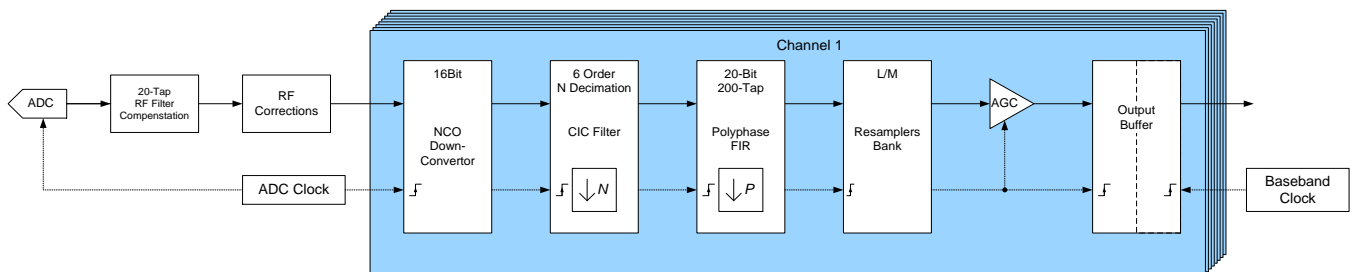 Channel 1
ADC
20-Tap
RF Filter
Compenstation
RF
Corrections
ADC Clock
16Bit
NCO
Down-
Convertor
6 Order
N Decimation
CIC Filter
↓ N
20-Bit
200-Tap
Polyphase
FIR
↓ P
L/M
Resamplers
Bank
AGC
Output
Buffer
Baseband
Clock